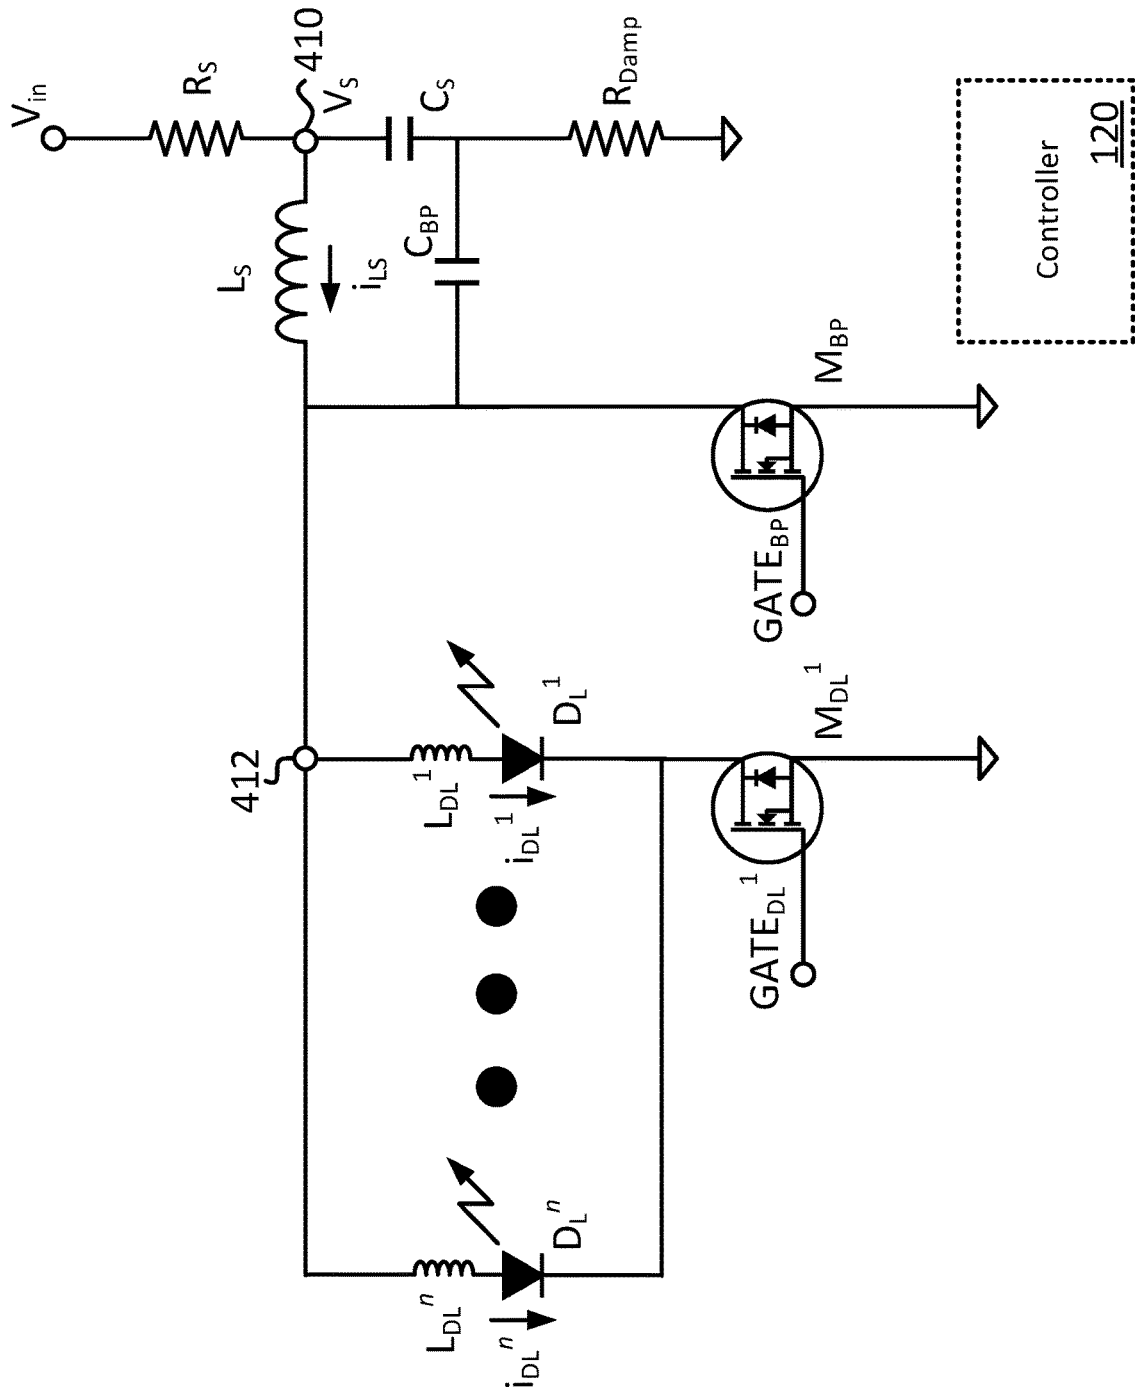 V_in
R_S
410
V_S
C_S
R_Damp
L_S
i_LS
C_BP
Controller
120
M_BP
GATE_BP
412
L_DL^1
i_DL^1
D_L^1
M_DL^1
GATE_DL^1
L_DL^n
i_DL^n
D_L^n